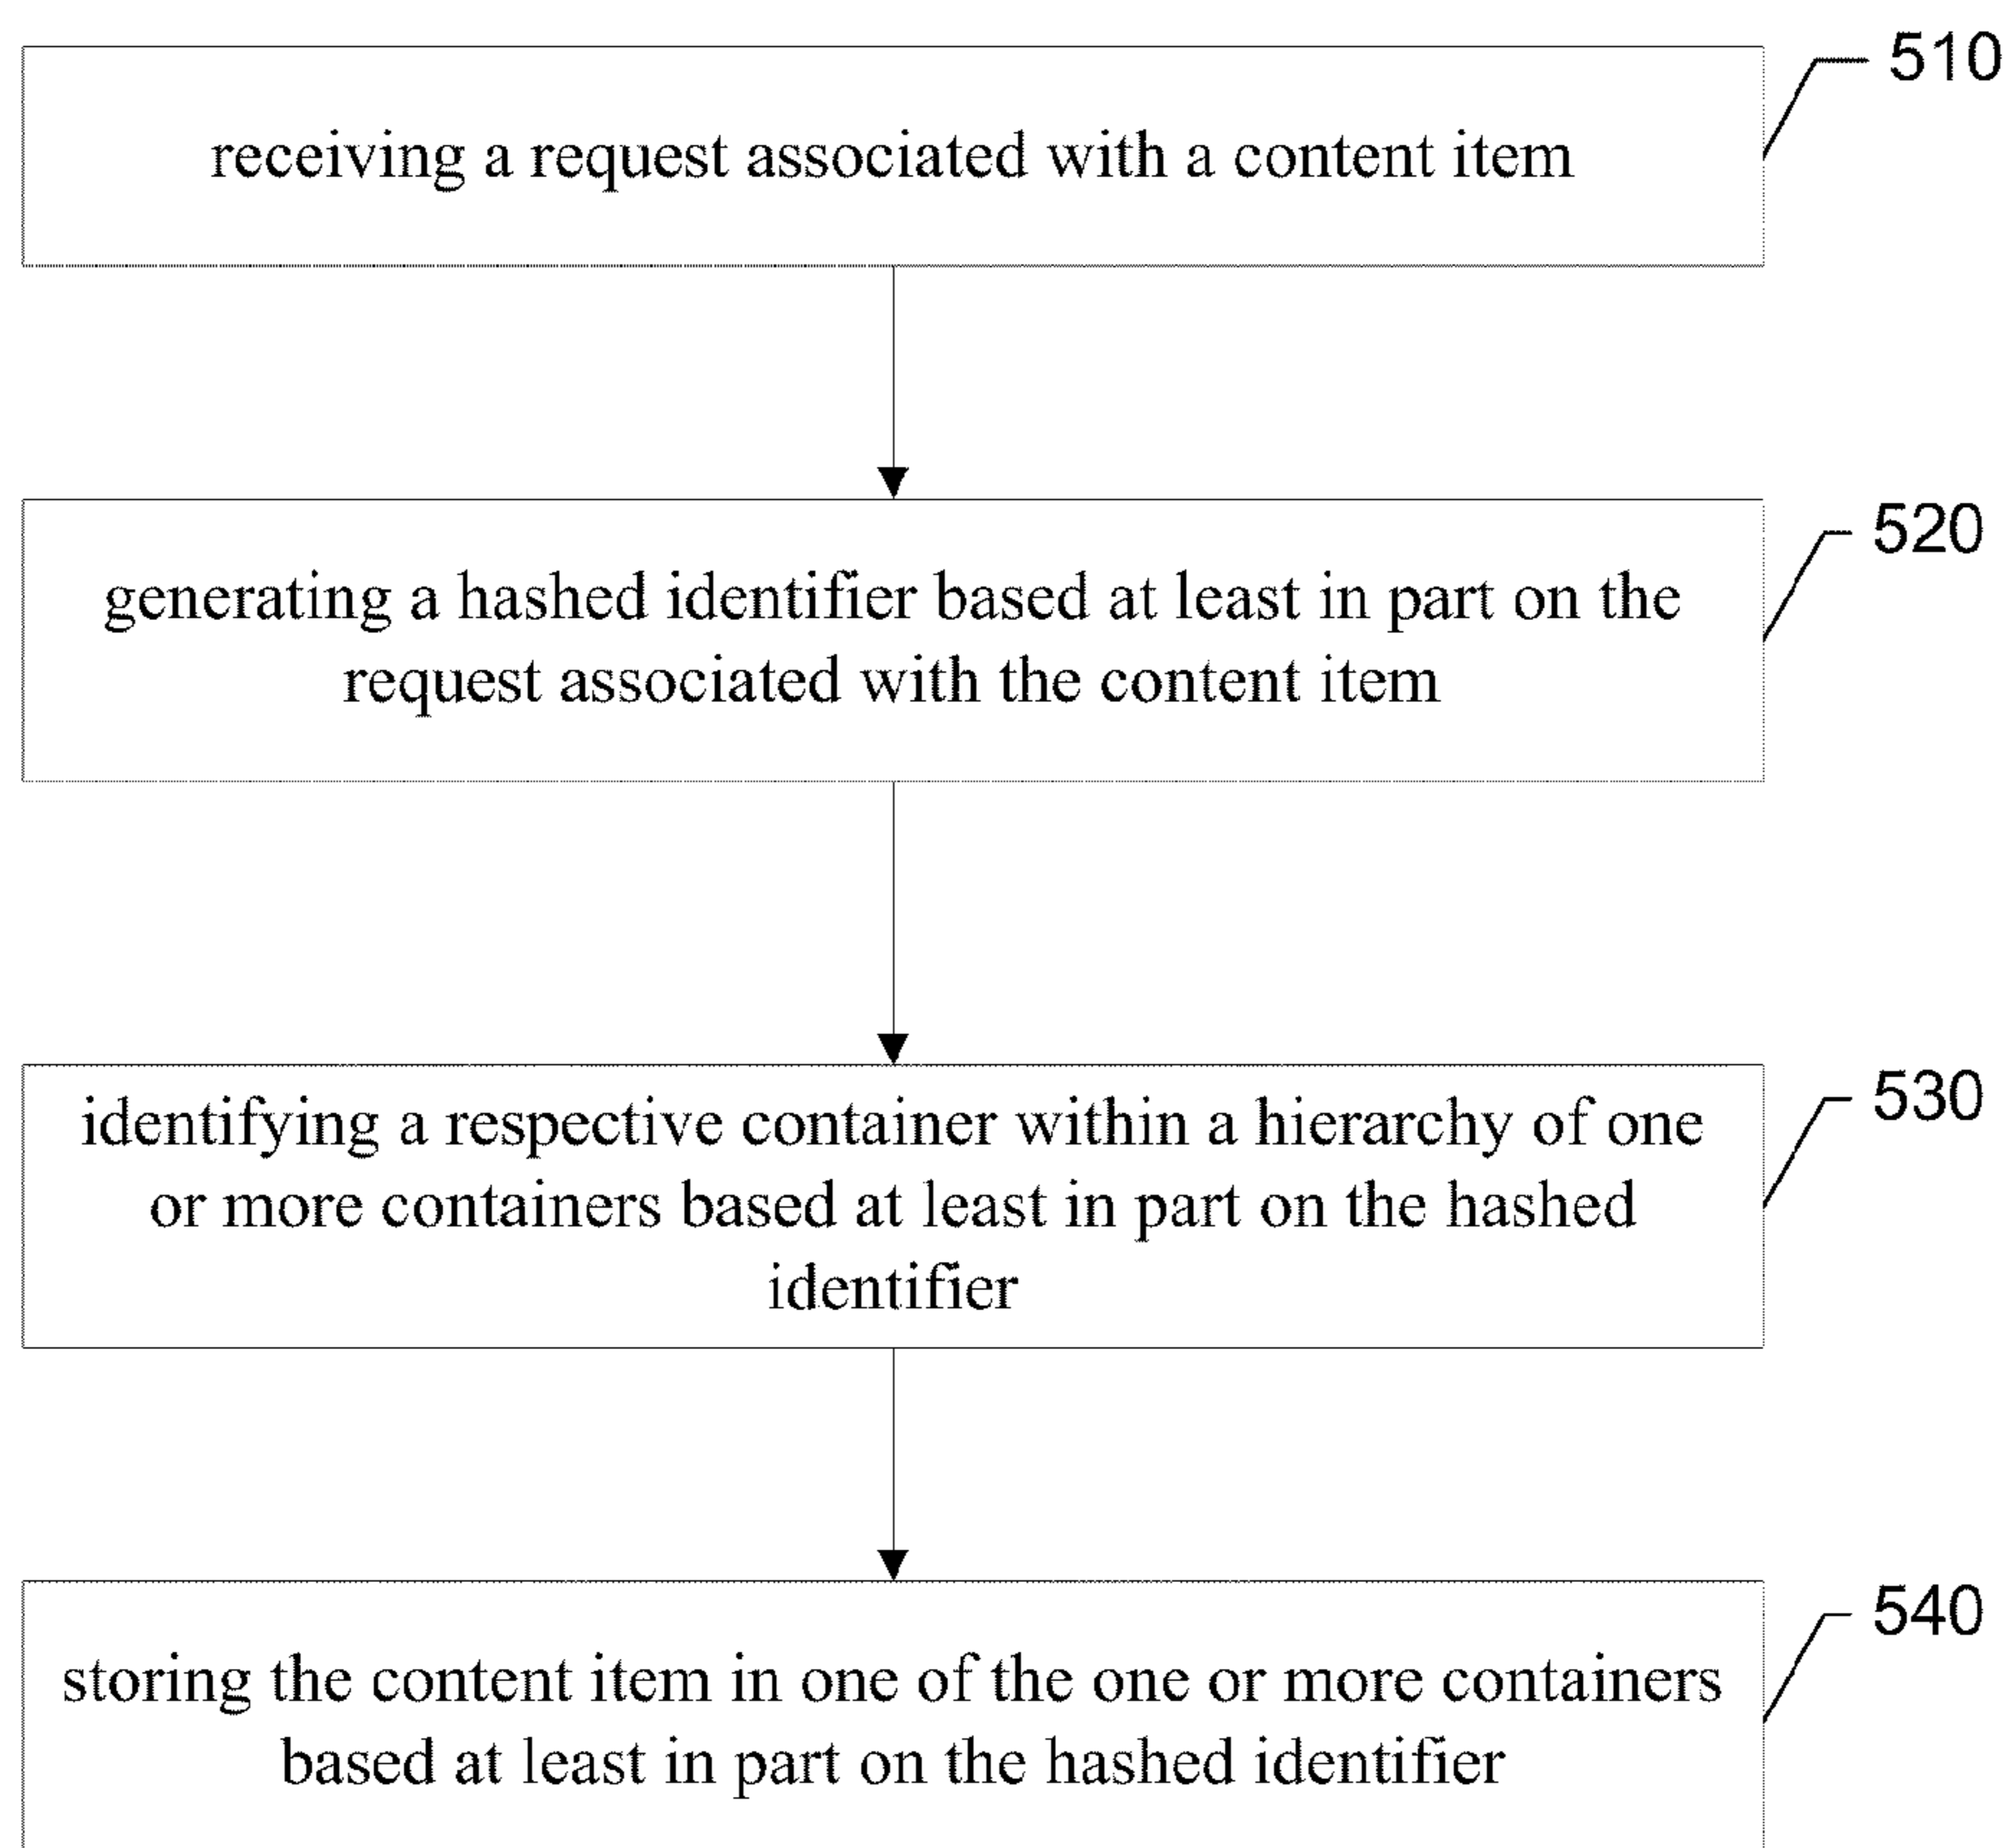 510
receiving a request associated with a content item
520
generating a hashed identifier based at least in part on the
request associated with the content item
530
identifying a respective container within a hierarchy of one
or more containers based at least in part on the hashed
identifier
540
storing the content item in one of the one or more containers
based at least in part on the hashed identifier